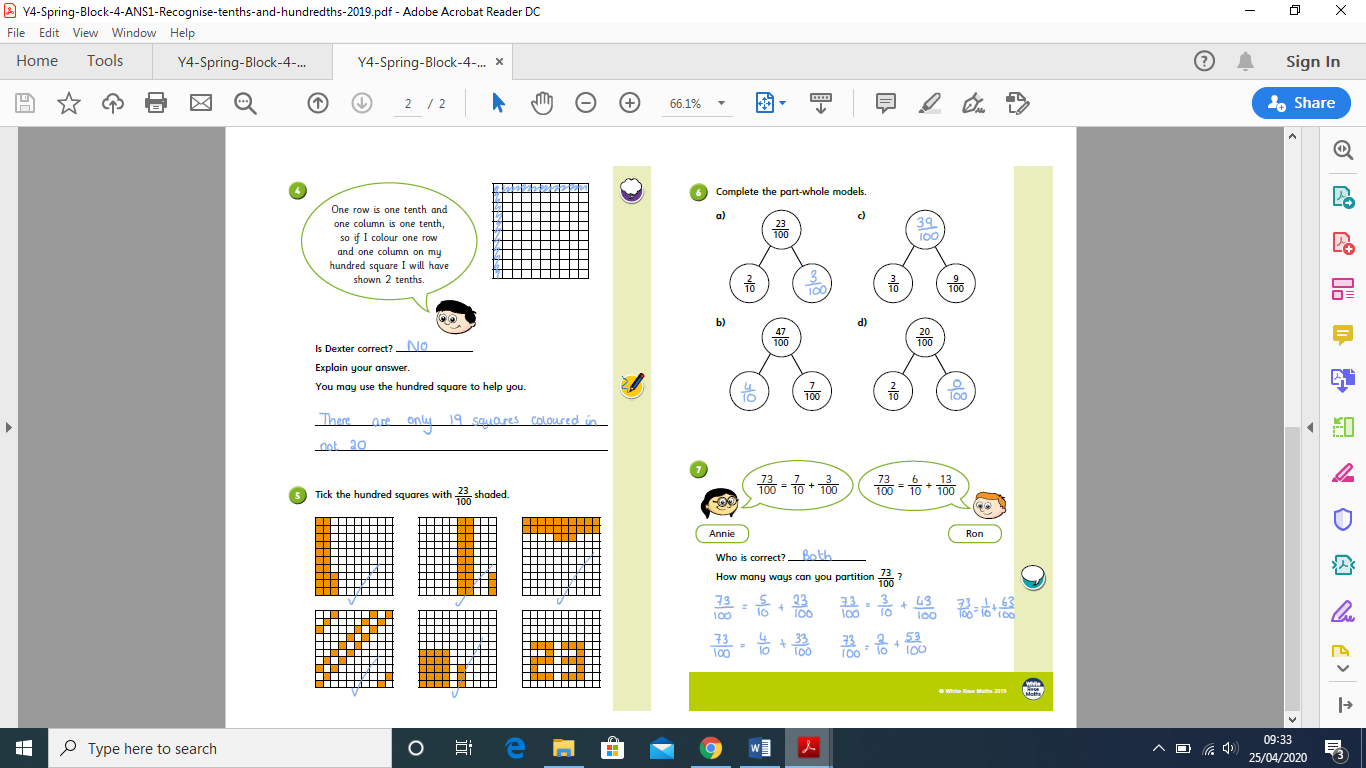 Y4-Spring-Block-4-ANS1-Recognise-tenths-and-hundredths-2019.pdf - Adobe Acrobat Reader DC
File Edit View Window Help
Home Tools Y4-Spring-Block-4-... Y4-Spring-Block-4-... × ? Sign In
2 / 2 66.1% Share
4
One row is one tenth and
one column is one tenth,
so if I colour one row
and one column on my
hundred square I will have
shown 2 tenths.
Is Dexter correct? No
Explain your answer.
You may use the hundred square to help you.
There are only 19 squares coloured in
not 20
5 Tick the hundred squares with 23/100 shaded.
6 Complete the part-whole models.
a) 23/100 2/10 3/100
c) 39/100 3/10 9/100
b) 47/100 4/10 7/100
d) 20/100 2/10 0/100
7
73/100 = 7/10 + 3/100
73/100 = 6/10 + 13/100
Annie Ron
Who is correct? Both
How many ways can you partition 73/100 ?
73/100 = 5/10 + 23/100 73/100 = 3/10 + 43/100 73/100 = 1/10 + 63/100
73/100 = 4/10 + 33/100 73/100 = 2/10 + 53/100
© White Rose Maths 2019
White Rose Maths
Type here to search
09:33
25/04/2020
3